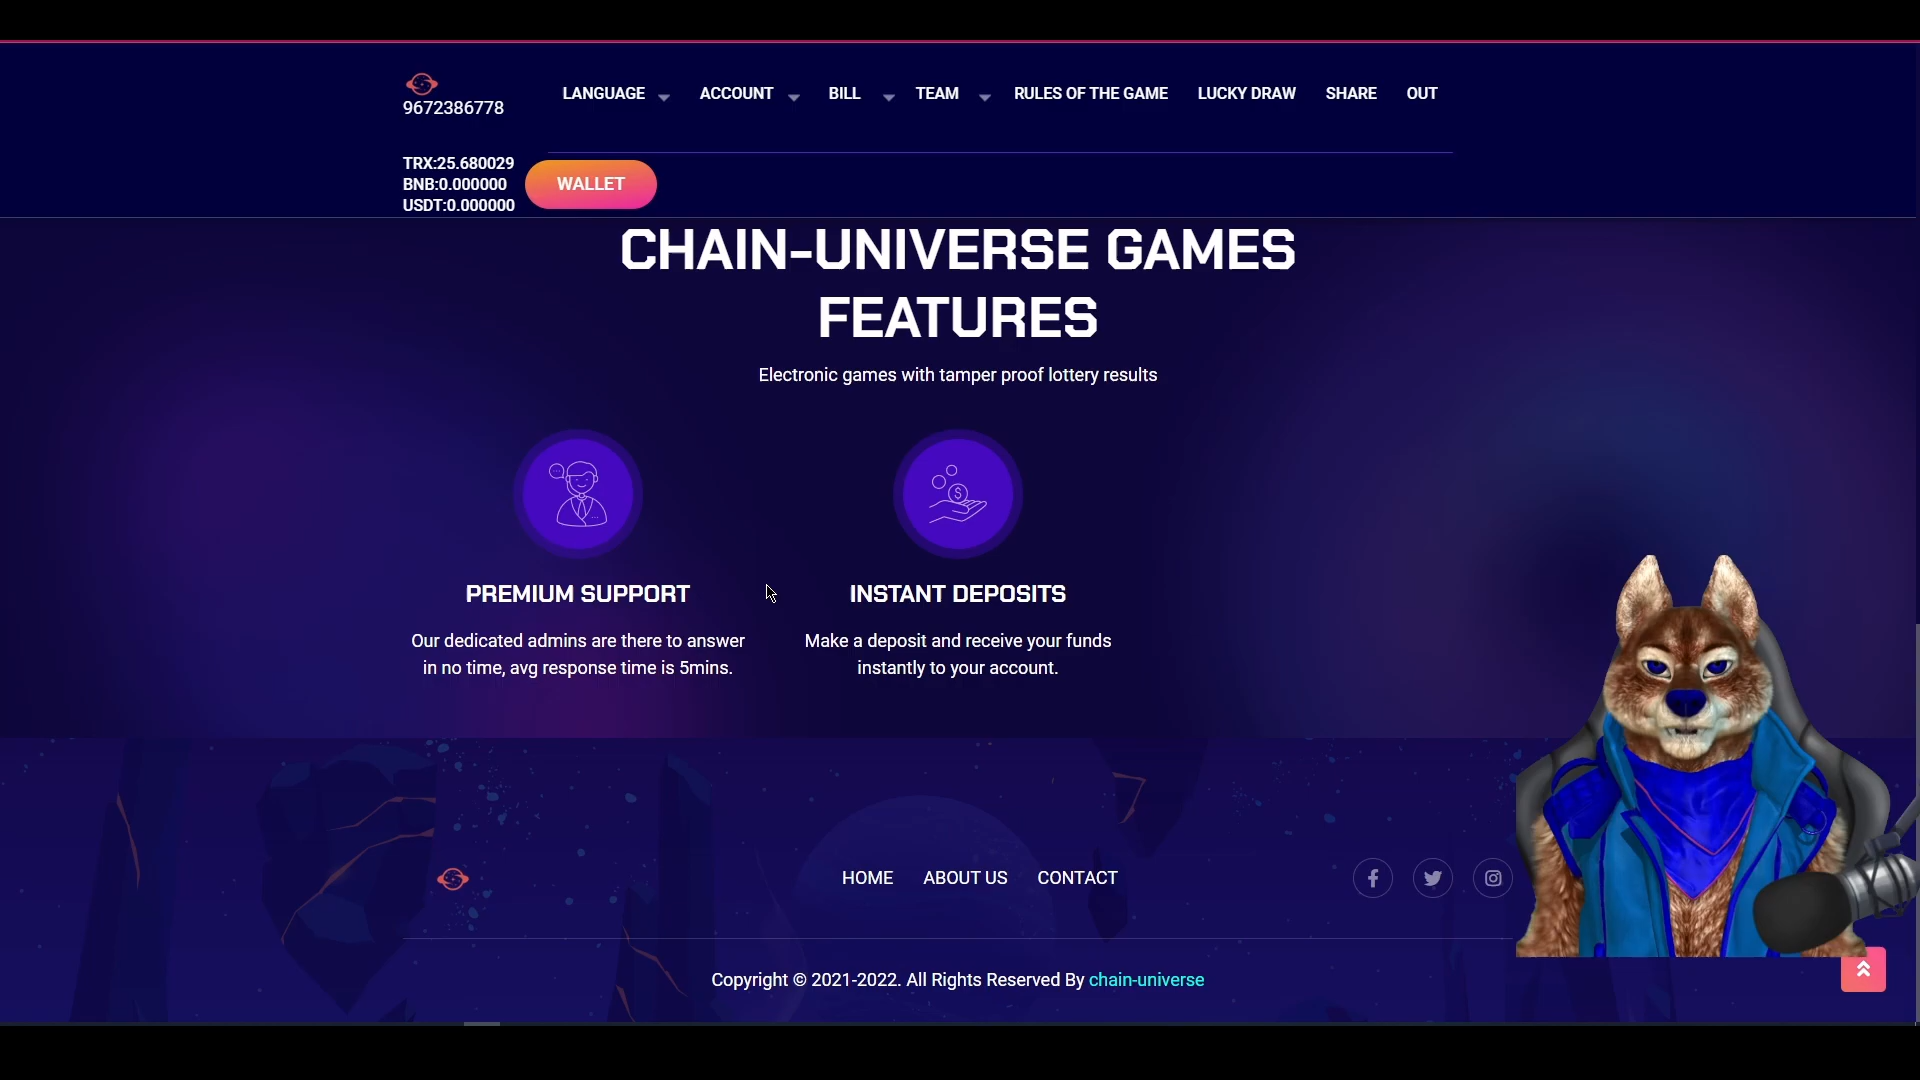 9672386778
LANGUAGE
ACCOUNT
BILL
TEAM
RULES OF THE GAME
LUCKY DRAW
SHARE
OUT
TRX:25.680029
BNB:0.000000
USDT:0.000000
WALLET
CHAIN-UNIVERSE GAMES
FEATURES
Electronic games with tamper proof lottery results
PREMIUM SUPPORT
Our dedicated admins are there to answer
in no time, avg response time is 5mins.
INSTANT DEPOSITS
Make a deposit and receive your funds
instantly to your account.
HOME
ABOUT US
CONTACT
Copyright © 2021-2022. All Rights Reserved By chain-universe